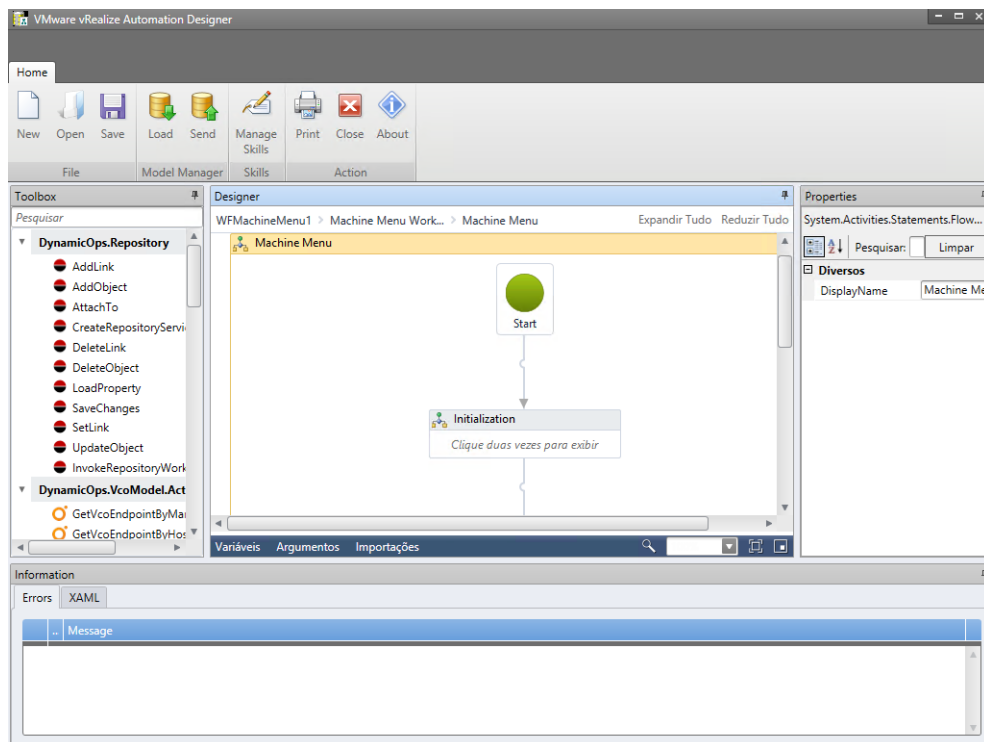 VMware vRealize Automation Designer
Home
New Open Save Load Send Manage Skills Print Close About
File Model Manager Skills Action
Toolbox
Pesquisar
DynamicOps.Repository
AddLink
AddObject
AttachTo
CreateRepositoryServi
DeleteLink
DeleteObject
LoadProperty
SaveChanges
SetLink
UpdateObject
InvokeRepositoryWork
DynamicOps.VcoModel.Act
GetVcoEndpointByMa
GetVcoEndpointByHos
Designer
WFMachineMenu1 > Machine Menu Work... > Machine Menu Expandir Tudo Reduzir Tudo
Machine Menu
Start
Initialization
Clique duas vezes para exibir
Variáveis Argumentos Importações
Properties
System.Activities.Statements.Flow...
Pesquisar: Limpar
Diversos
DisplayName Machine Me
Information
Errors XAML
.. Message